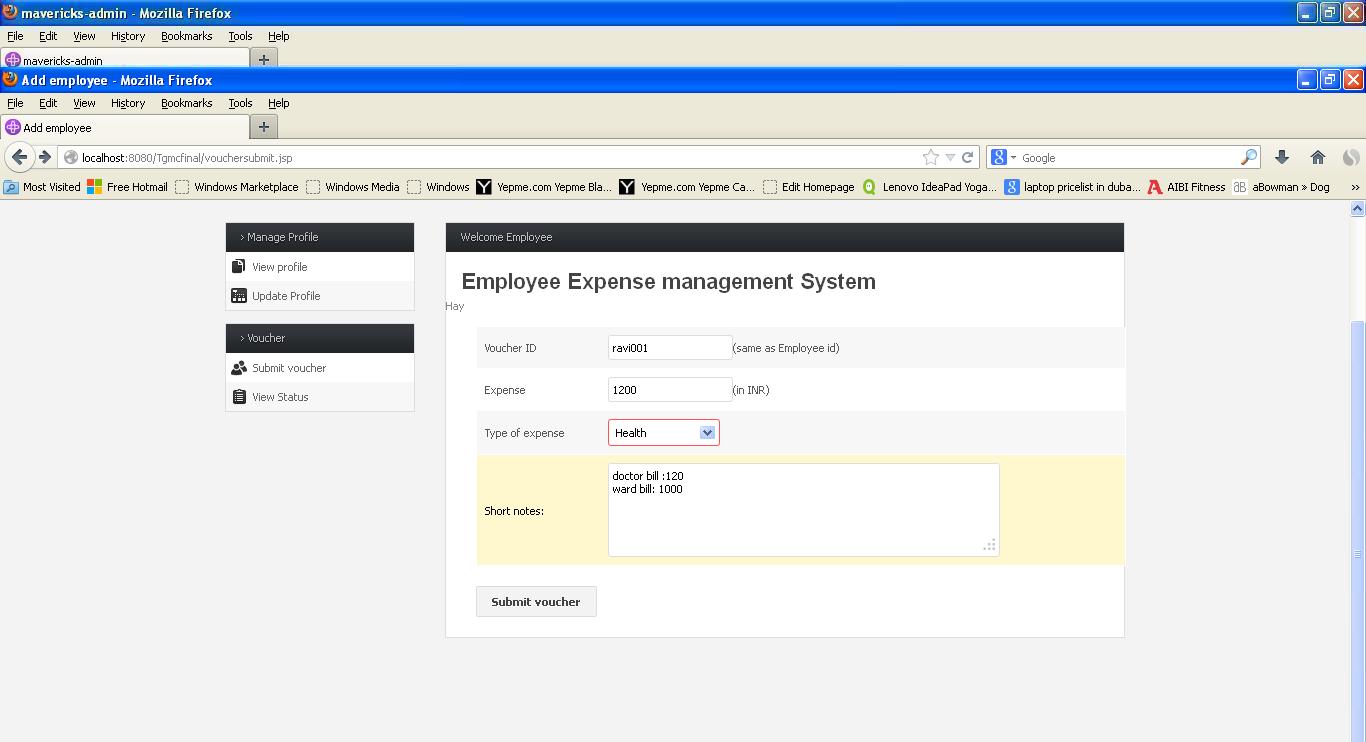 mavericks-admin - Mozilla Firefox
File Edit View History Bookmarks Tools Help
mavericks-admin +
Add employee - Mozilla Firefox
File Edit View History Bookmarks Tools Help
Add employee +
localhost:8080/Tgmcfinal/vouchersubmit.jsp Google
Most Visited Free Hotmail Windows Marketplace Windows Media Windows Yepme.com Yepme Bla... Yepme.com Yepme Ca... Edit Homepage Lenovo IdeaPad Yoga... laptop pricelist in duba... AIBI Fitness aBowman » Dog »
› Manage Profile
View profile
Update Profile
› Voucher
Submit voucher
View Status
Welcome Employee
Employee Expense management System
Hay
Voucher ID ravi001 (same as Employee id)
Expense 1200 (in INR)
Type of expense Health
Short notes:
doctor bill :120
ward bill: 1000
Submit voucher